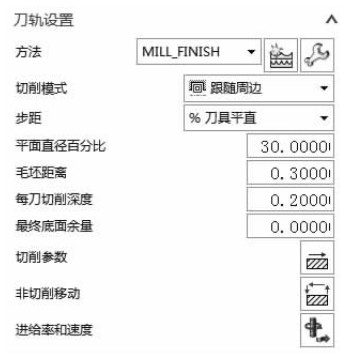 刀轨设置
方法 MILL_FINISH
切削模式 跟随周边
步距 % 刀具平直
平面直径百分比 30.0000
毛坯距离 0.3000
每刀切削深度 0.2000
最终底面余量 0.0000
切削参数
非切削移动
进给率和速度